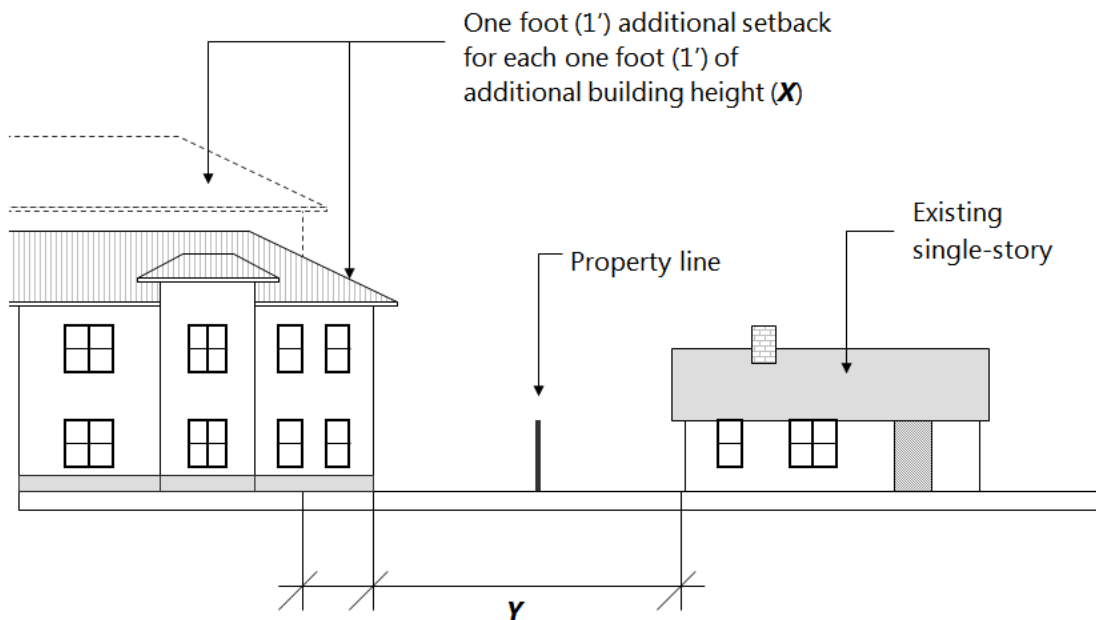 One foot (1') additional setback
for each one foot (1') of
additional building height (X)
Existing
single-story
Property line
Y